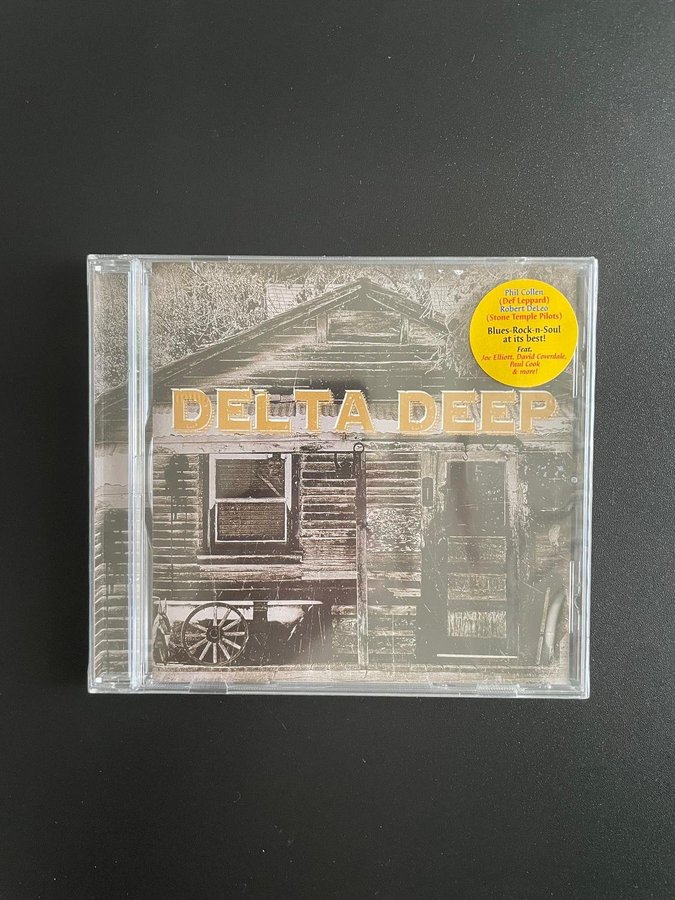 Phil Collen
(Def Leppard)
Robert DeLeo
(Stone Temple Pilots)
Blues-Rock-n-Soul
at its best!
Feat.
Joe Elliott, David Coverdale,
Paul Cook
& more!
DELTA DEEP